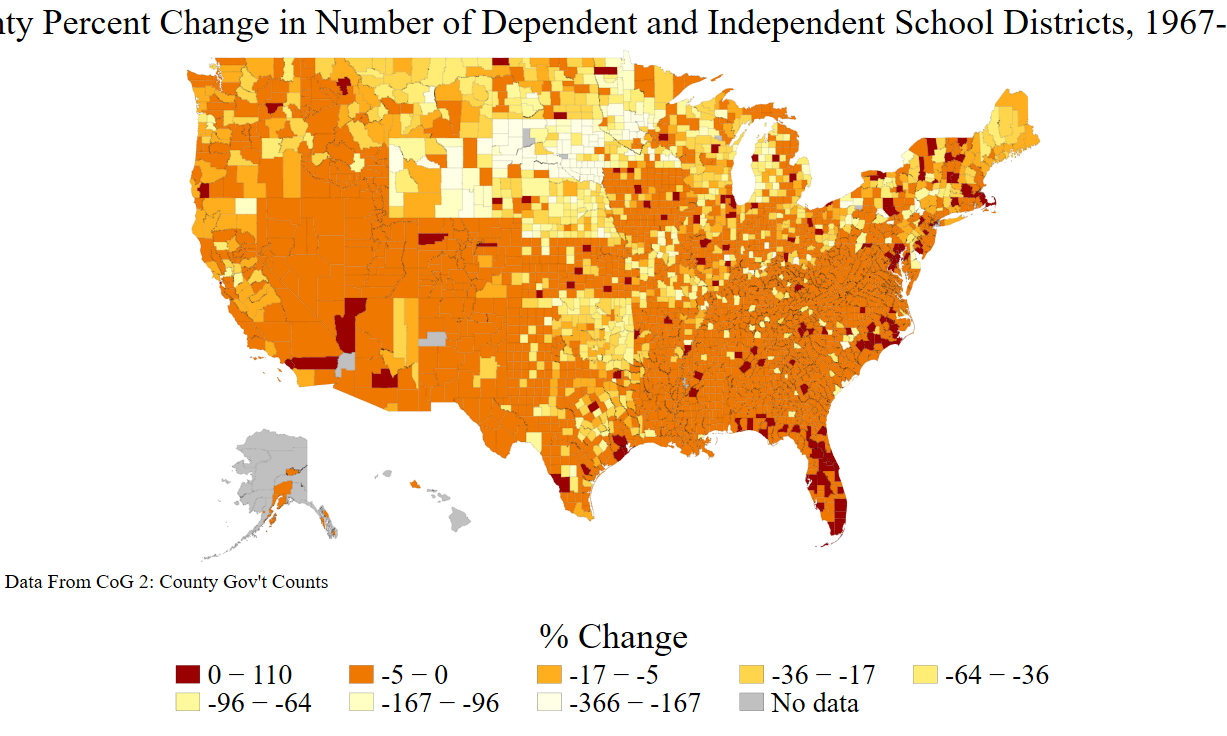 nty Percent Change in Number of Dependent and Independent School Districts, 1967-
Data From CoG 2: County Gov't Counts
% Change
0 − 110 -5 − 0 -17 − -5 -36 − -17 -64 − -36
-96 − -64 -167 − -96 -366 − -167 No data